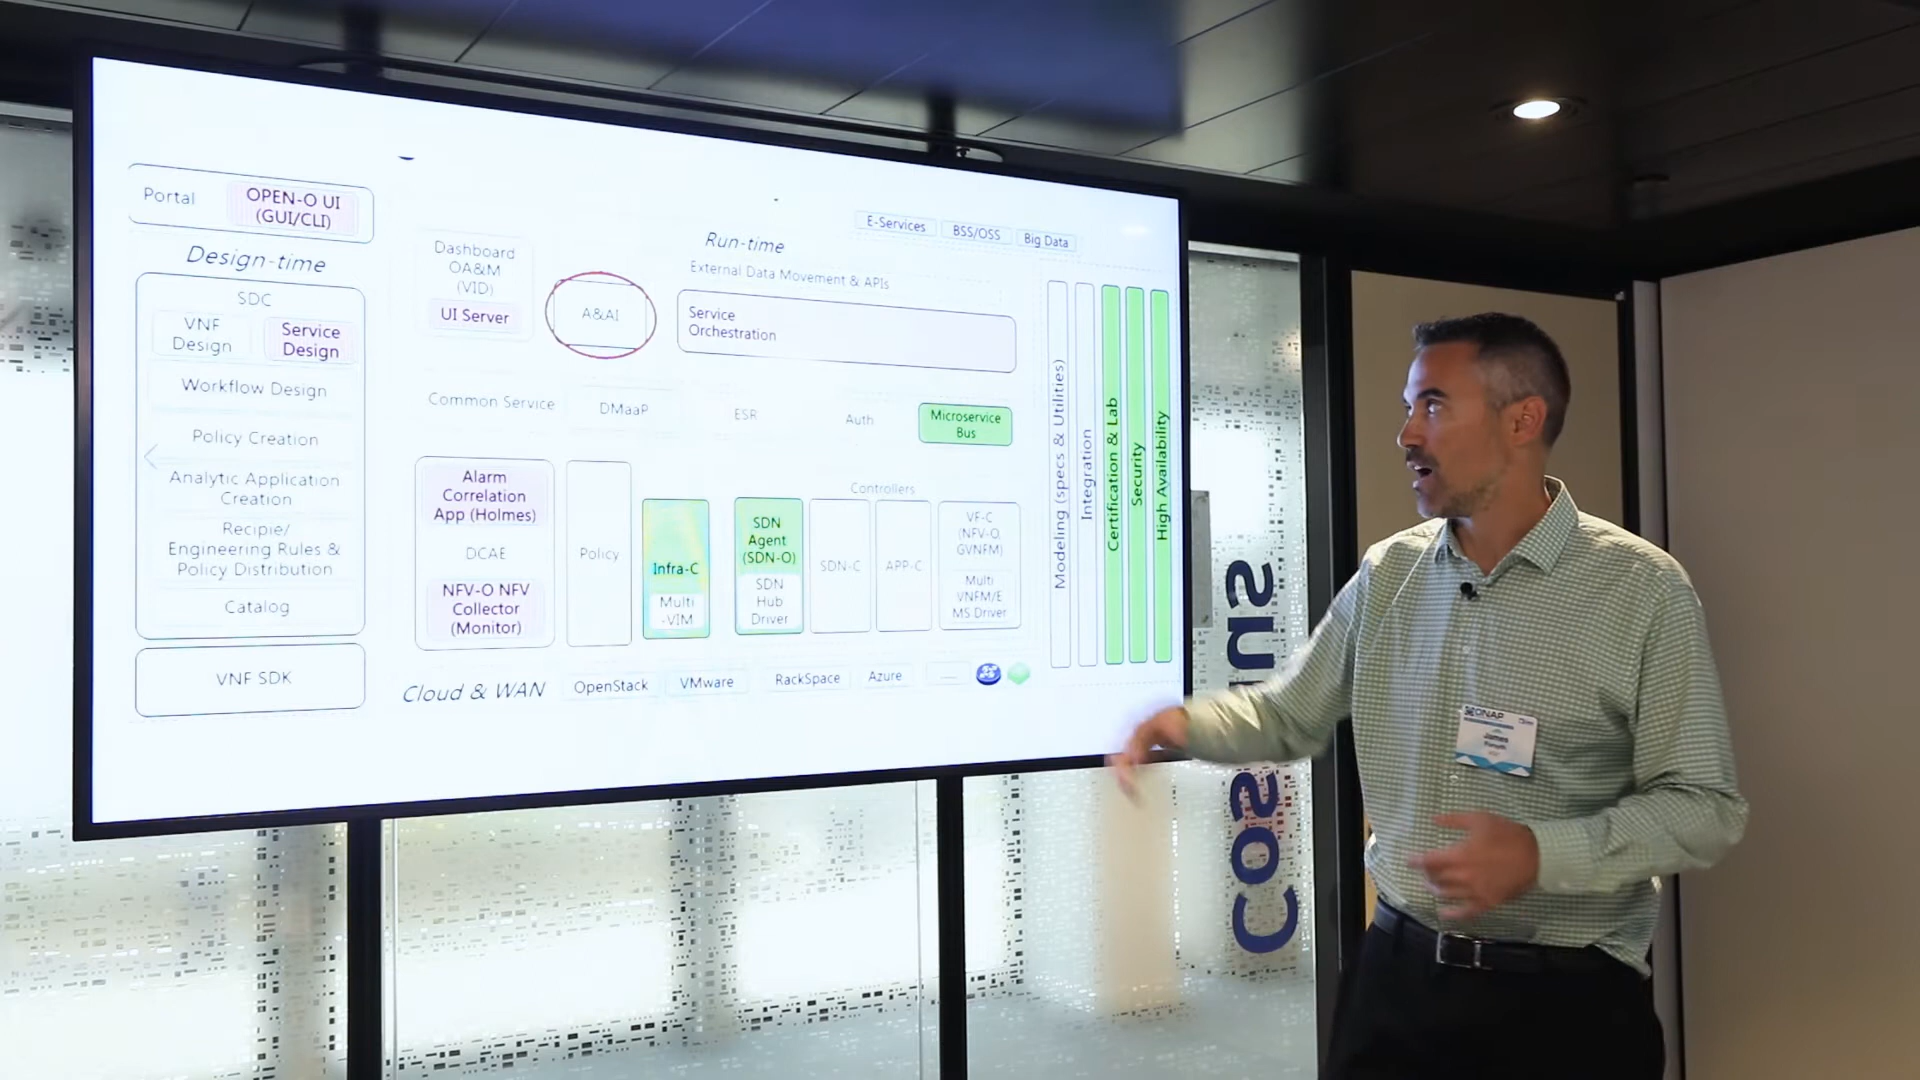 Portal
OPEN-O UI
(GUI/CLI)
Design-time
SDC
VNF
Design
Service
Design
Workflow Design
Policy Creation
Analytic Application
Creation
Recipie/
Engineering Rules &
Policy Distribution
Catalog
VNF SDK
Dashboard
OA&M
(VID)
UI Server
A&AI
Run-time
E-Services
BSS/OSS
Big Data
External Data Movement & APIs
Service
Orchestration
Common Service
DMaaP
ESR
Auth
Microservice
Bus
Alarm
Correlation
App (Holmes)
DCAE
NFV-O NFV
Collector
(Monitor)
Policy
Infra-C
Multi
-VIM
SDN
Agent
(SDN-O)
SDN
Hub
Driver
Controllers
SDN-C
APP-C
VF-C
(NFV-O,
GVNFM)
Multi
VNFM/E
MS Driver
Cloud & WAN
OpenStack
VMware
RackSpace
Azure
Modeling (specs & Utilities)
Integration
Certification & Lab
Security
High Availability
ONAP
James